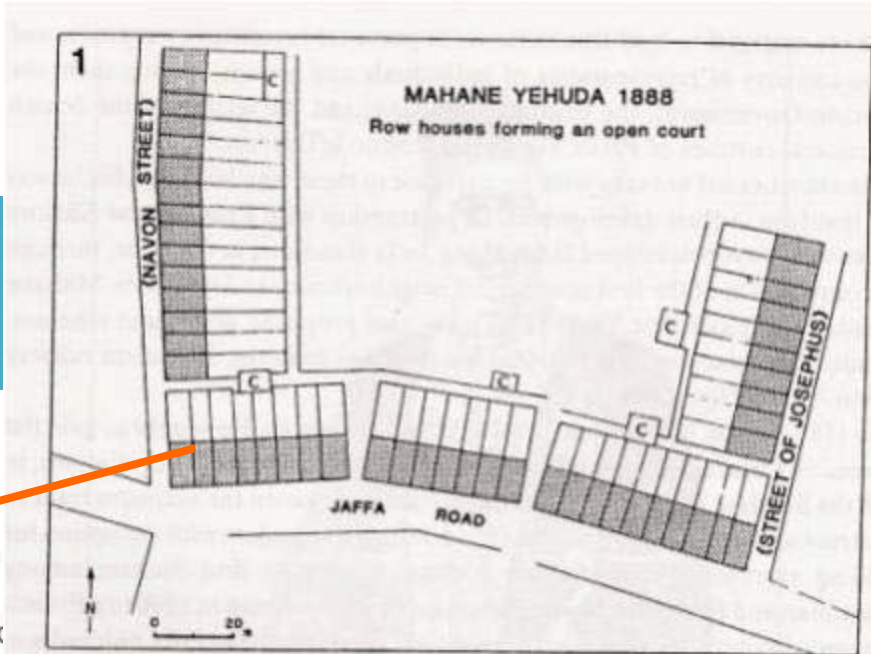 1
MAHANE YEHUDA 1888
Row houses forming an open court
(NAVON STREET)
C
C
C
C
C
(STREET OF JOSEPHUS)
JAFFA ROAD
N
0 20
m